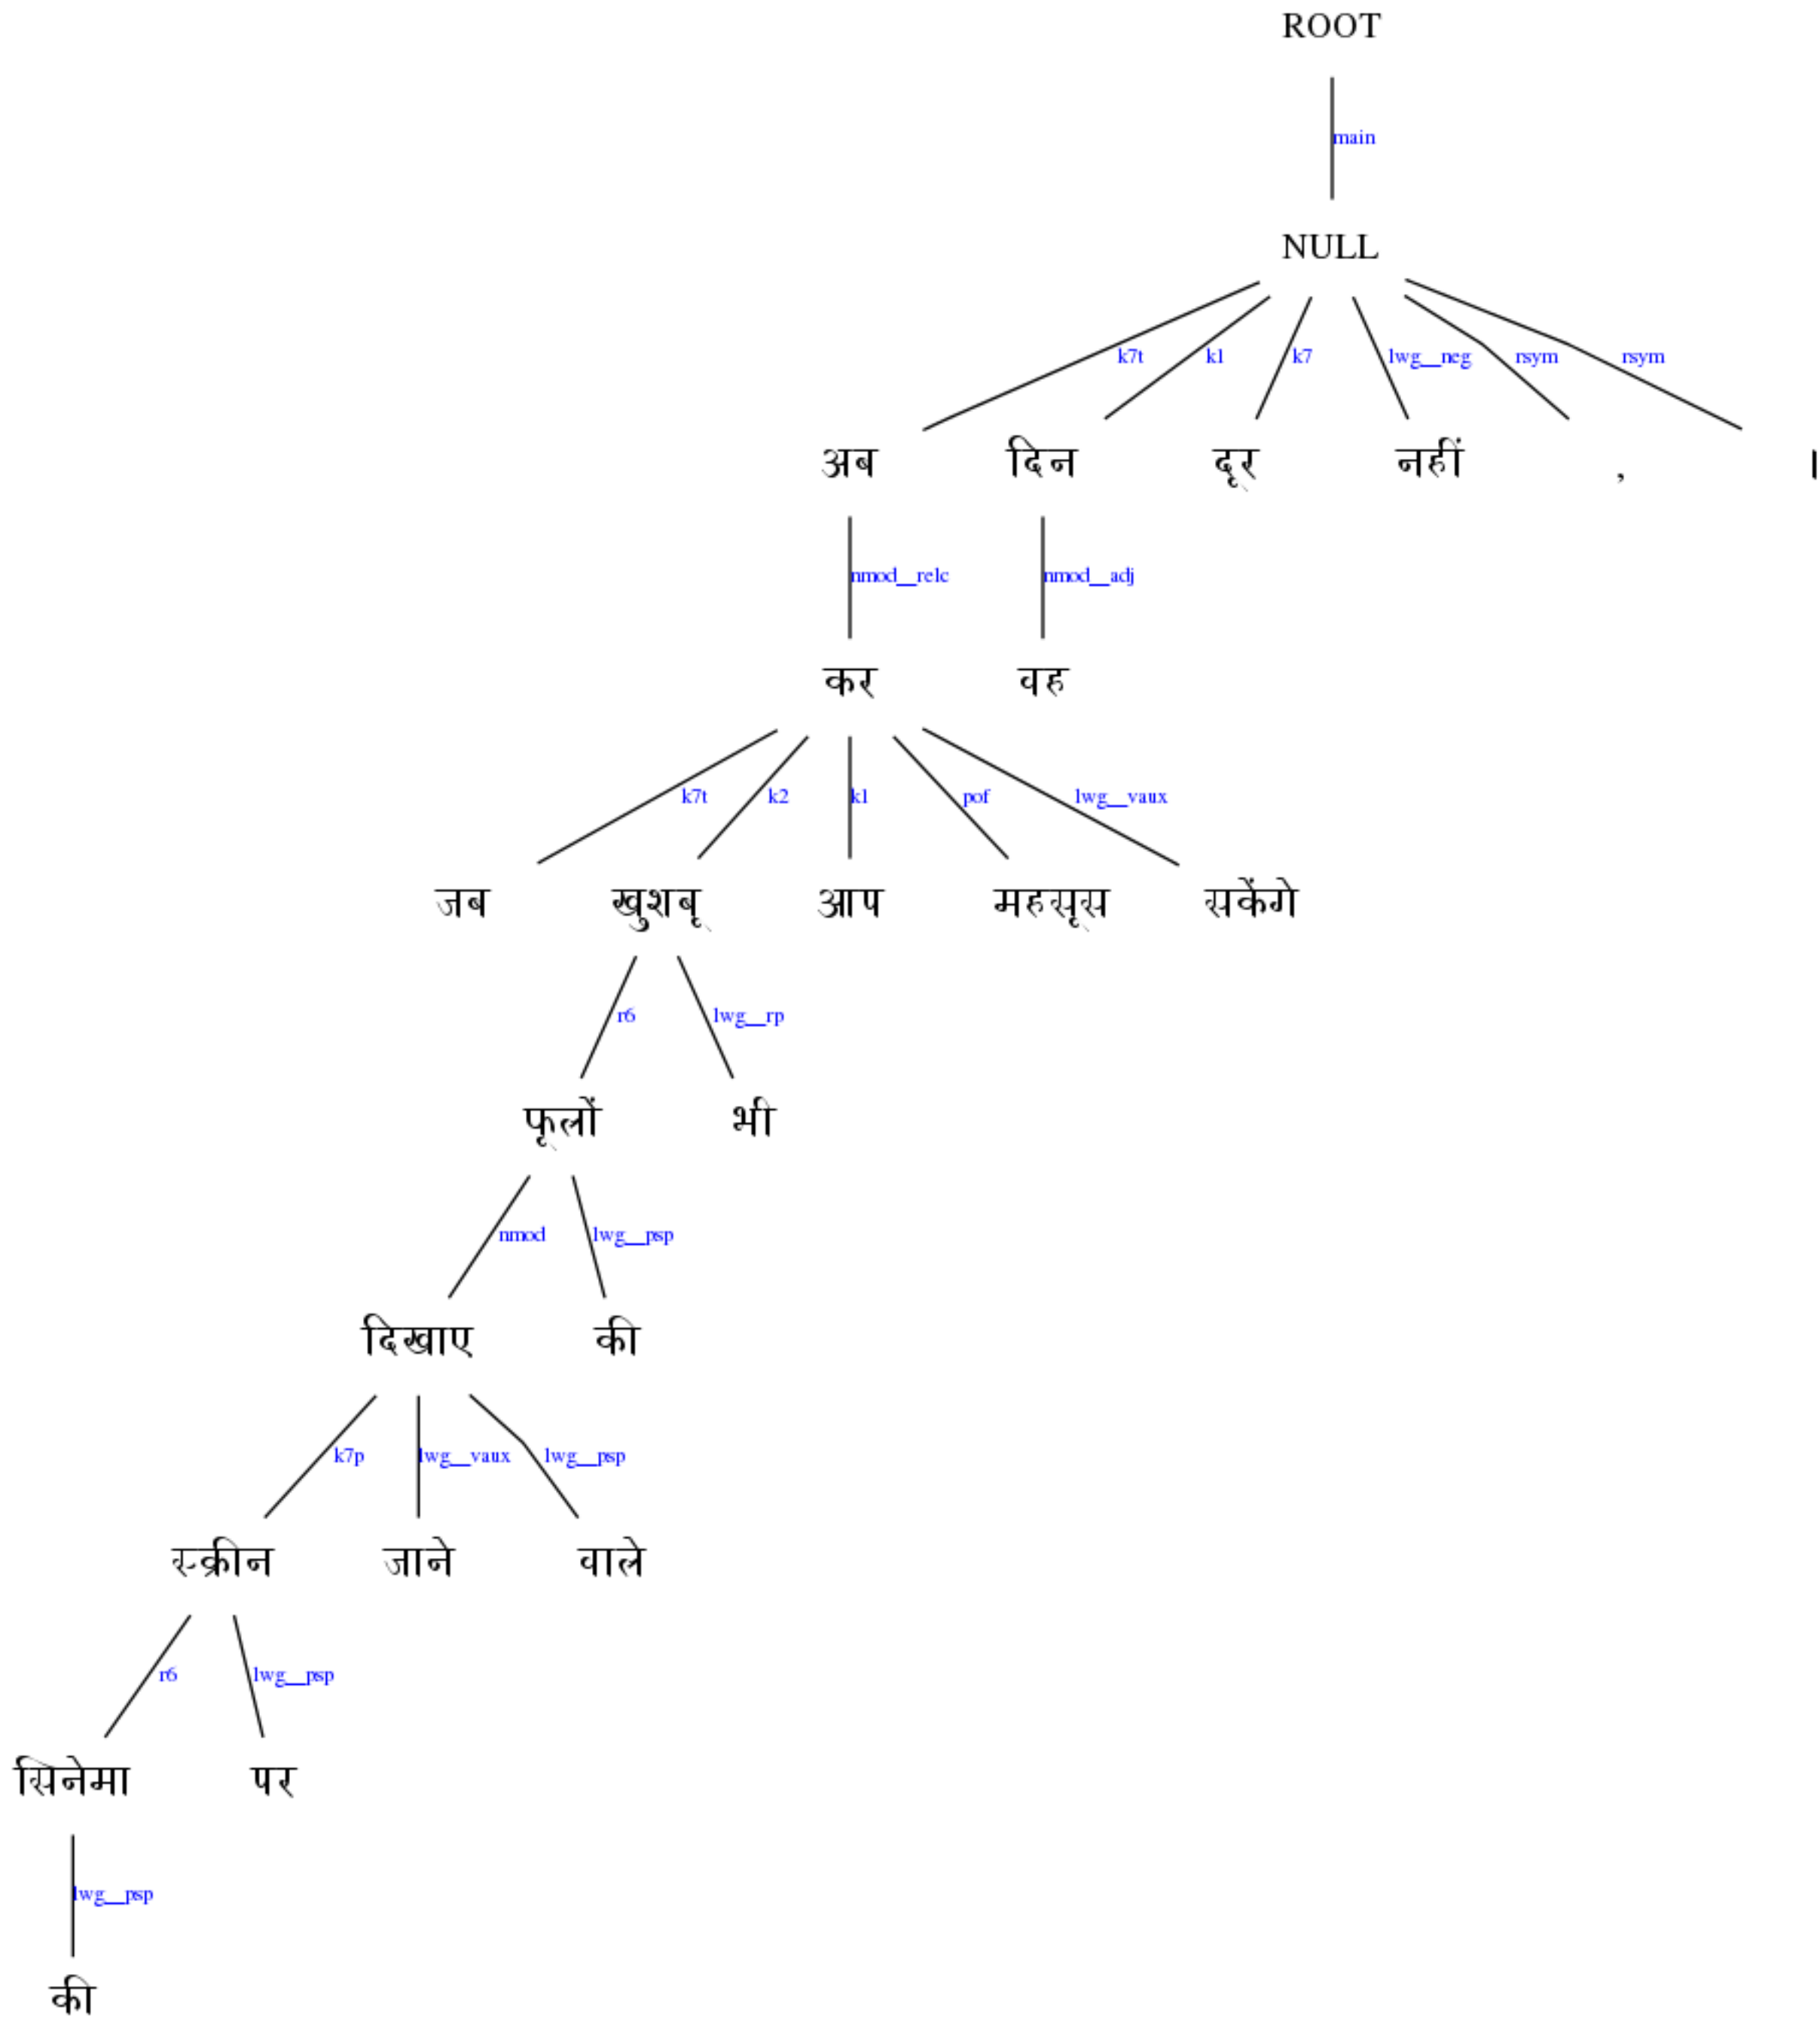 ROOT
main
NULL
k7t k1 k7 lwg__neg rsym rsym
अब दिन दूर नहीं , ।
nmod__relc nmod__adj
कर वह
k7t k2 k1 pof lwg__vaux
जब खुशबू आप महसूस सकेंगे
r6 lwg__rp
फूलों भी
nmod lwg__psp
दिखाए की
k7p lwg__vaux lwg__psp
स्क्रीन जाने वाले
r6 lwg__psp
सिनेमा पर
lwg__psp
की